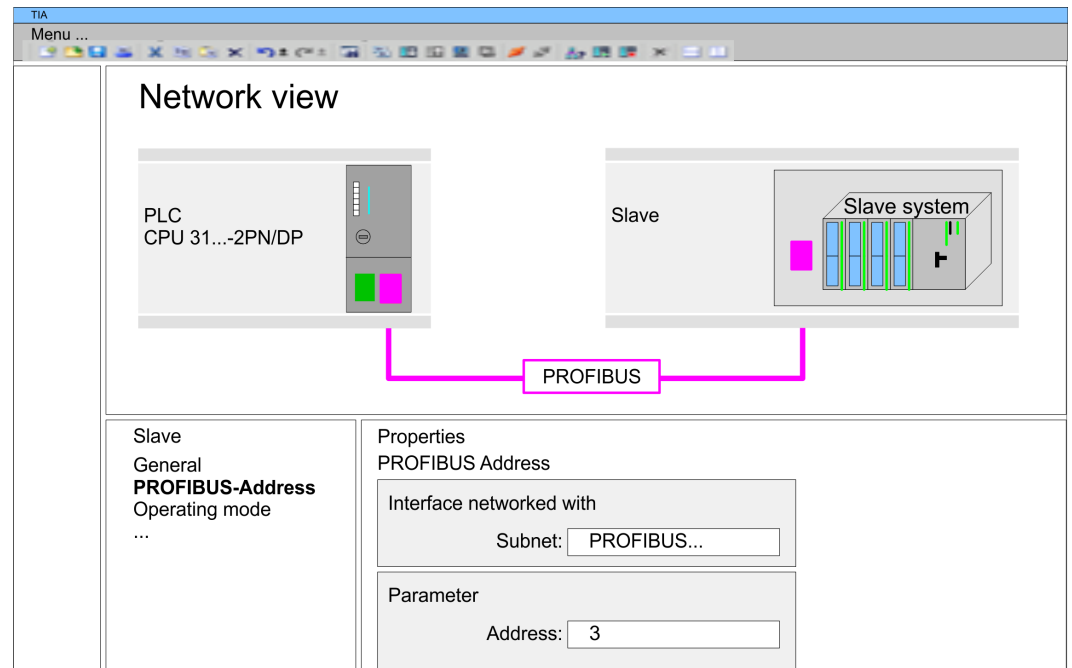 TIA
Menu ...
Network view
PLC
CPU 31...-2PN/DP
Slave
Slave system
PROFIBUS
Slave
General
PROFIBUS-Address
Operating mode
...
Properties
PROFIBUS Address
Interface networked with
Subnet: PROFIBUS...
Parameter
Address: 3